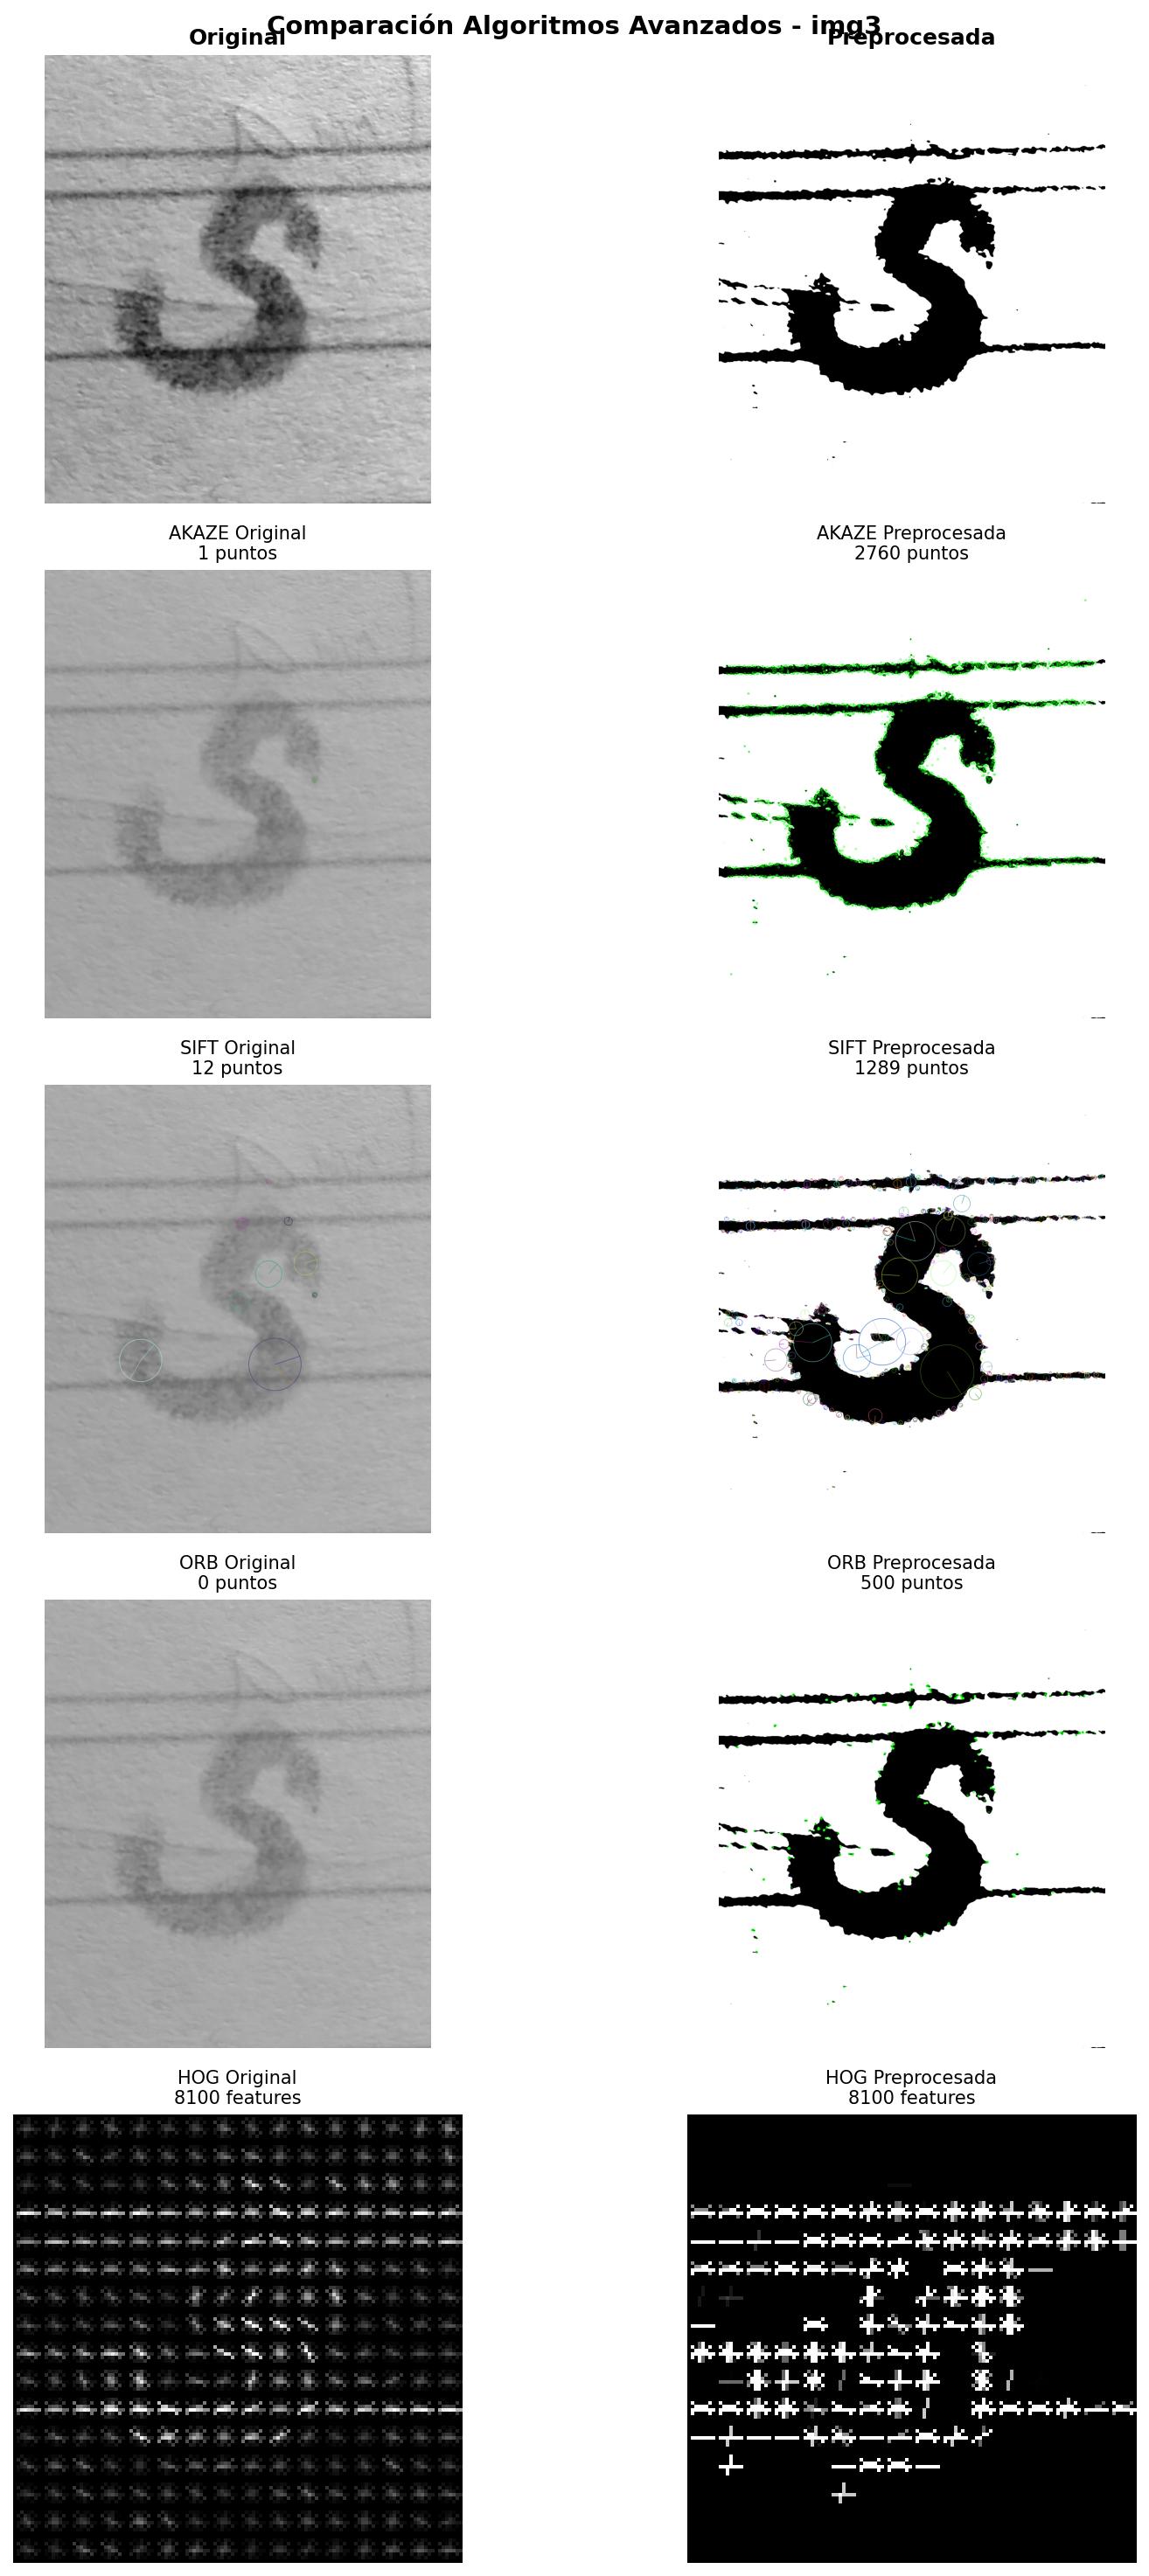 Comparación Algoritmos Avanzados - img3
Original
Preprocesada
S
S
AKAZE Original
1 puntos
AKAZE Preprocesada
2760 puntos
S
S
SIFT Original
12 puntos
SIFT Preprocesada
1289 puntos
S
S
ORB Original
0 puntos
ORB Preprocesada
500 puntos
S
S
HOG Original
8100 features
HOG Preprocesada
8100 features